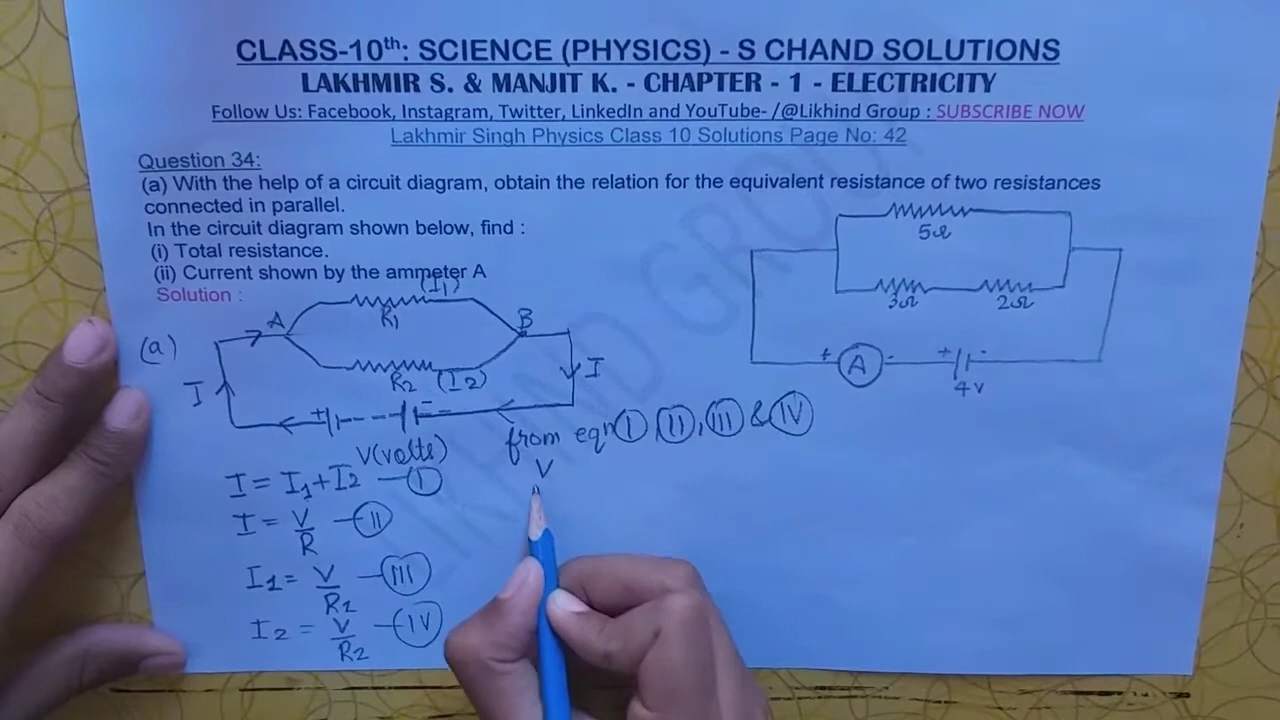 CLASS-10th: SCIENCE (PHYSICS) - S CHAND SOLUTIONS
LAKHMIR S. & MANJIT K. - CHAPTER - 1 - ELECTRICITY
Follow Us: Facebook, Instagram, Twitter, LinkedIn and YouTube- /@Likhind Group : SUBSCRIBE NOW
Lakhmir Singh Physics Class 10 Solutions Page No: 42
Question 34:
(a) With the help of a circuit diagram, obtain the relation for the equivalent resistance of two resistances
connected in parallel.
In the circuit diagram shown below, find :
(i) Total resistance.
(ii) Current shown by the ammeter A
Solution :
5Ω
3Ω 2Ω
+ A - + -
4V
(a)
(I1)
A R1 B
R2 (I2)
I I
+ -
V(volts)
I = I1+I2 — I
I = V/R — II
I1 = V/R1 — III
I2 = V/R2 — IV
from eqn I, II, III & IV
V
LIKHIND GROUP